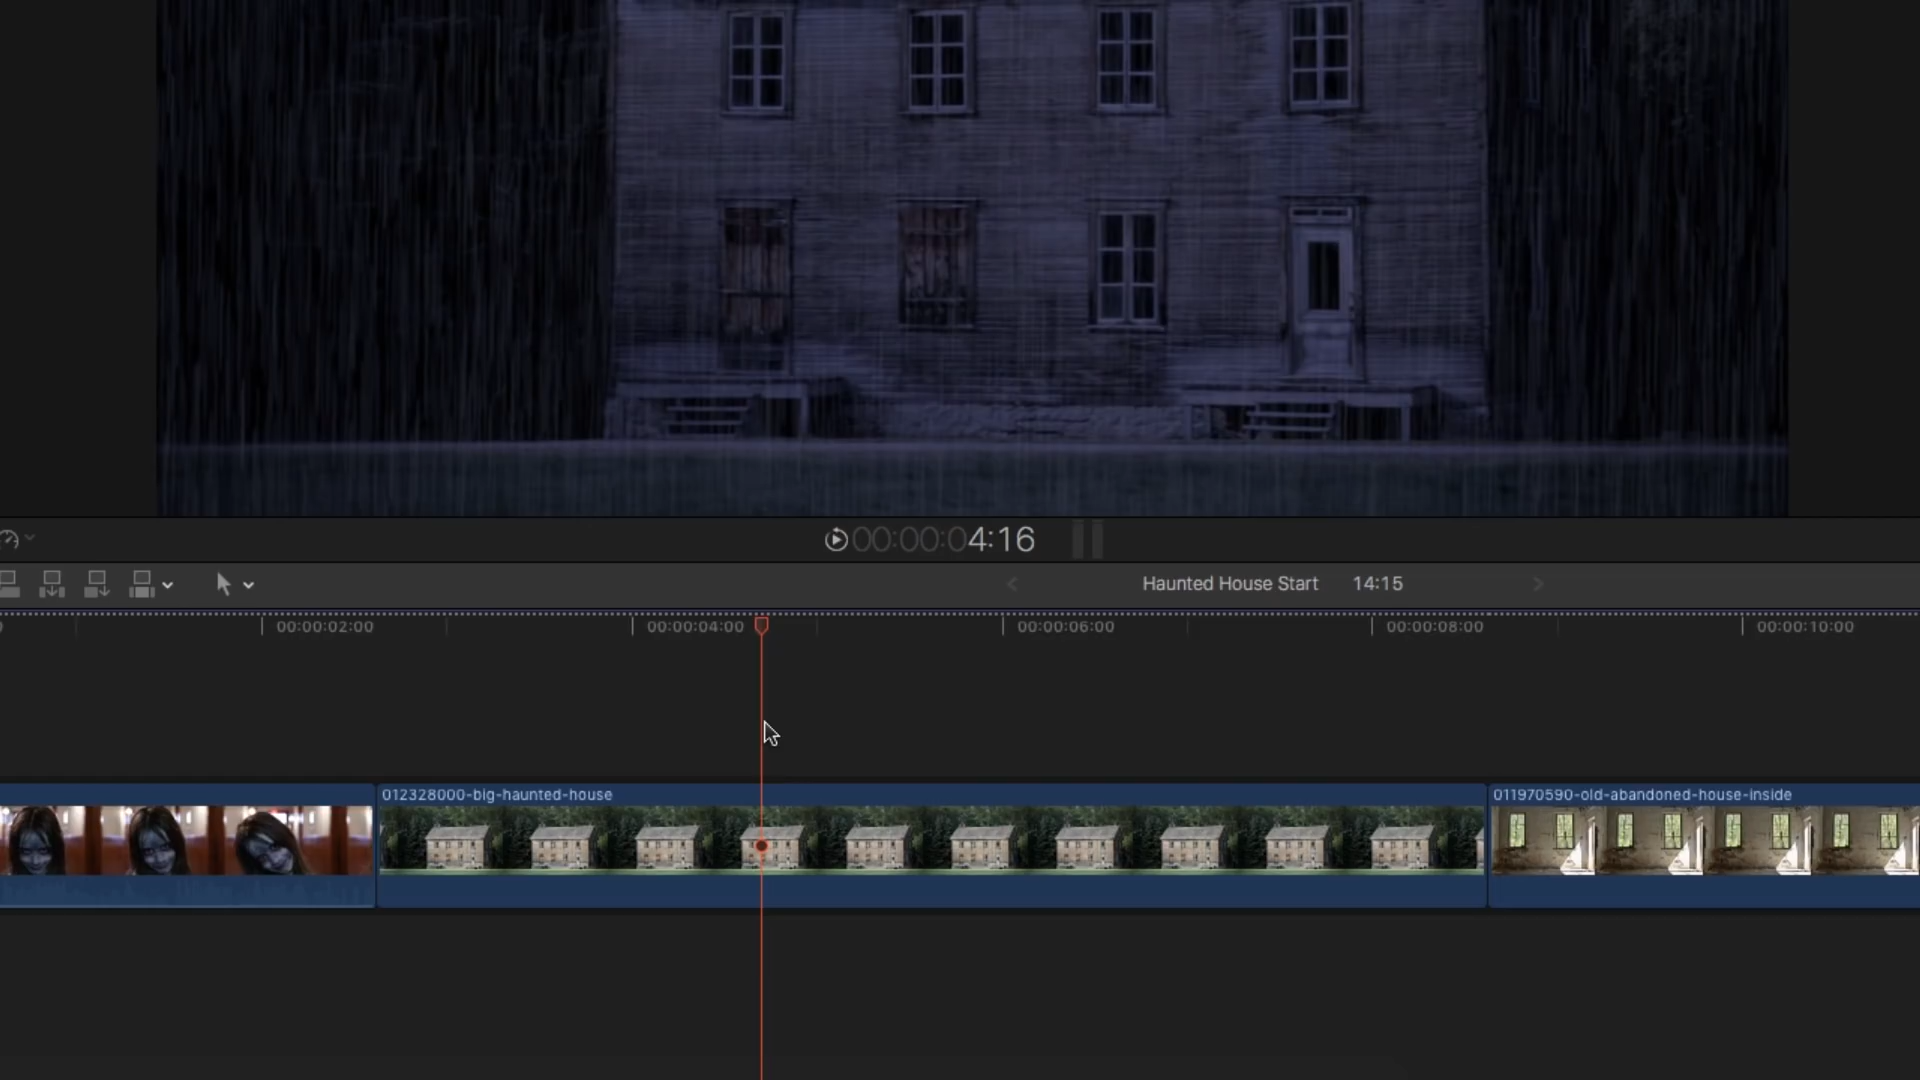 00:00:04:16
Haunted House Start 14:15
00:00:02:00 00:00:04:00 00:00:06:00 00:00:08:00 00:00:10:00
012328000-big-haunted-house 011970590-old-abandoned-house-inside